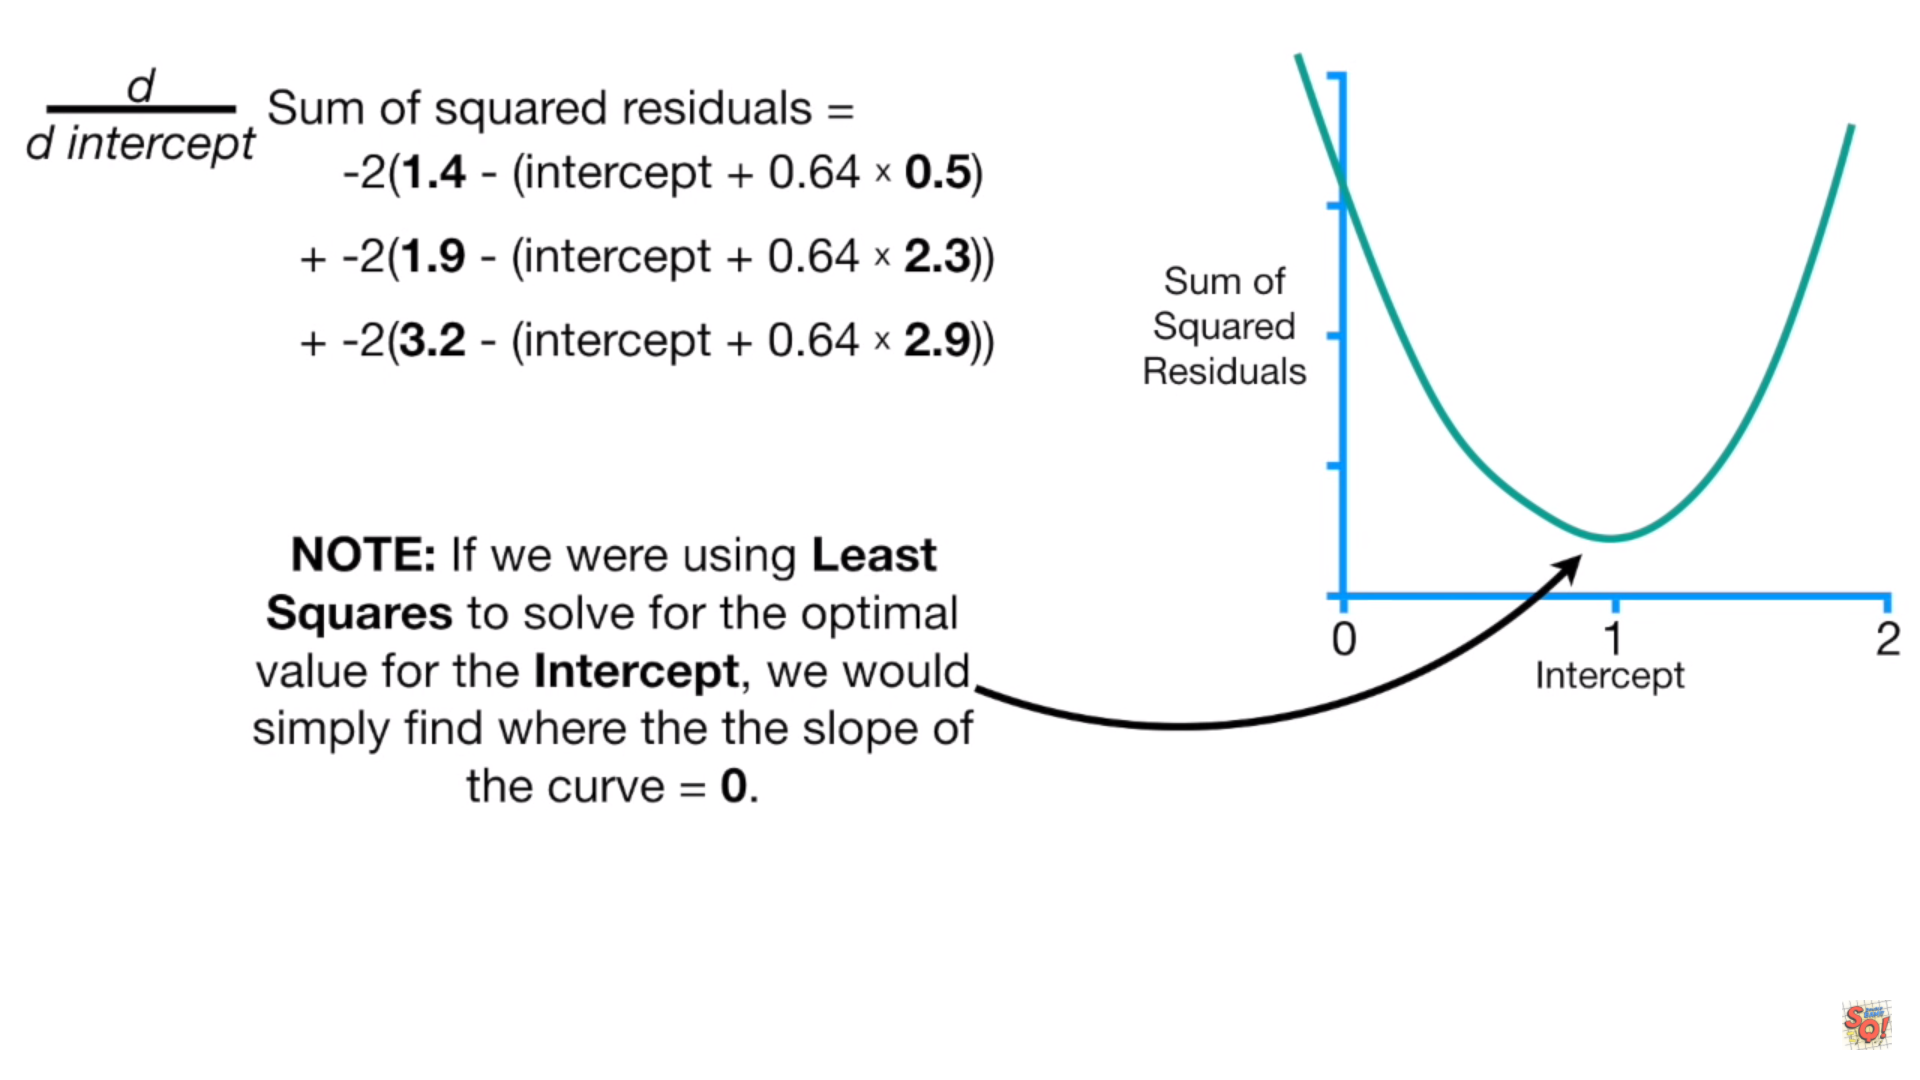 d
d intercept
Sum of squared residuals =
-2(1.4 - (intercept + 0.64 × 0.5)
+ -2(1.9 - (intercept + 0.64 × 2.3))
+ -2(3.2 - (intercept + 0.64 × 2.9))
NOTE: If we were using Least
Squares to solve for the optimal
value for the Intercept, we would
simply find where the the slope of
the curve = 0.
Sum of
Squared
Residuals
0
1
2
Intercept
SQ!